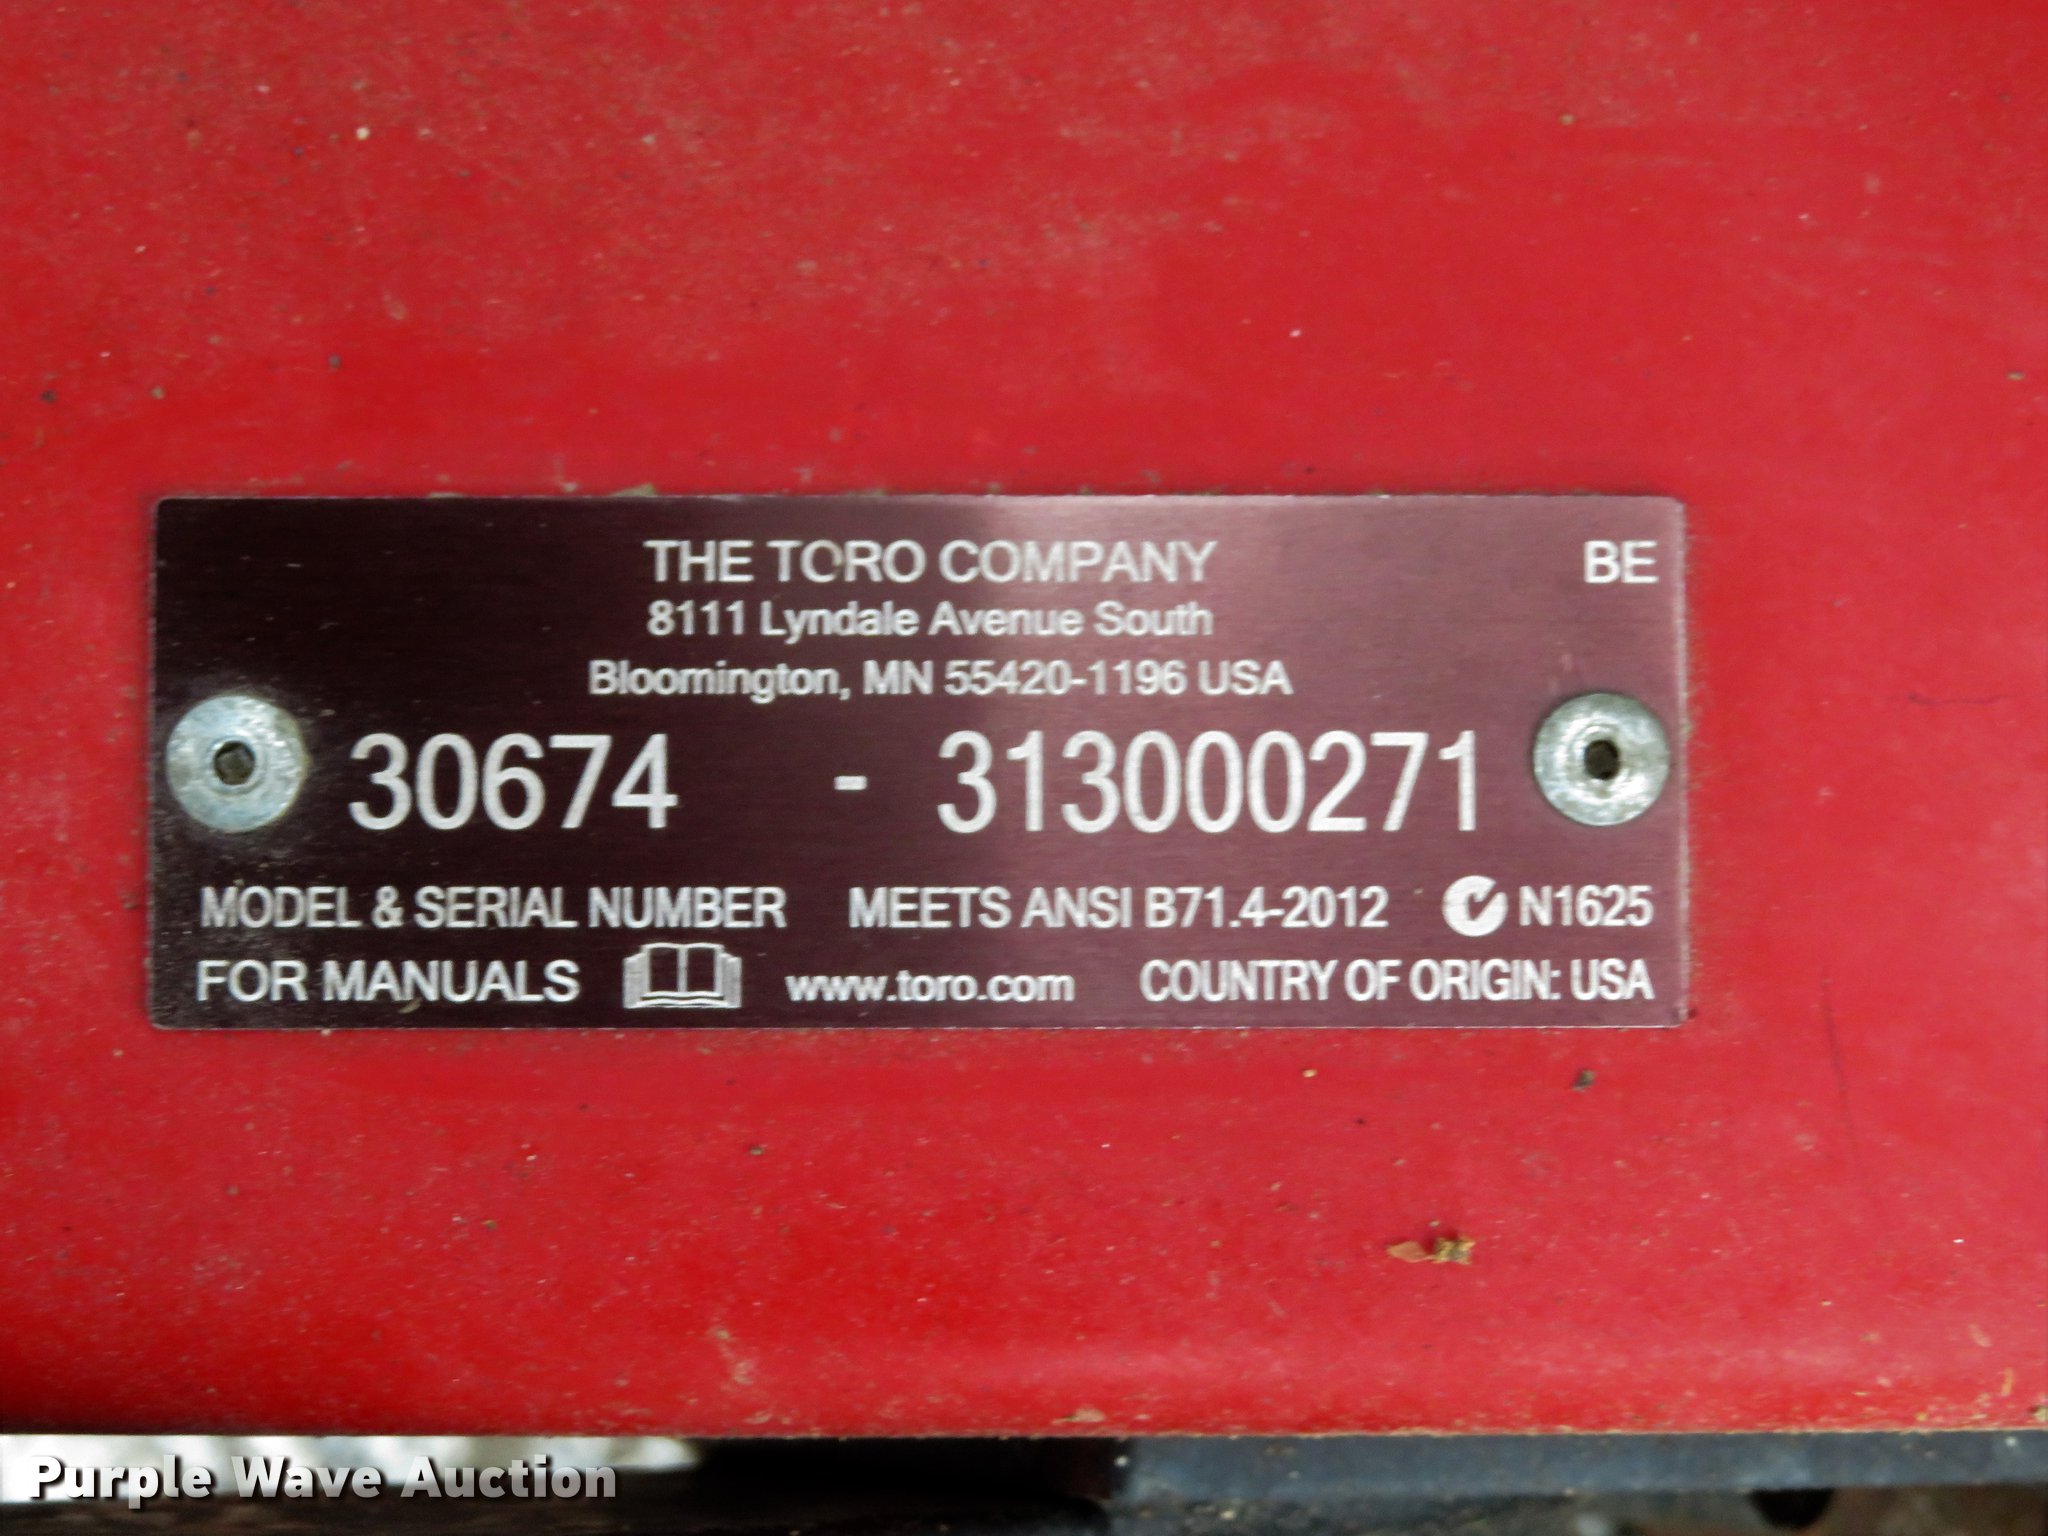 THE TORO COMPANY BE
8111 Lyndale Avenue South
Bloomington, MN 55420-1196 USA
30674 - 313000271
MODEL & SERIAL NUMBER MEETS ANSI B71.4-2012 N1625
FOR MANUALS www.toro.com COUNTRY OF ORIGIN: USA
Purple Wave Auction